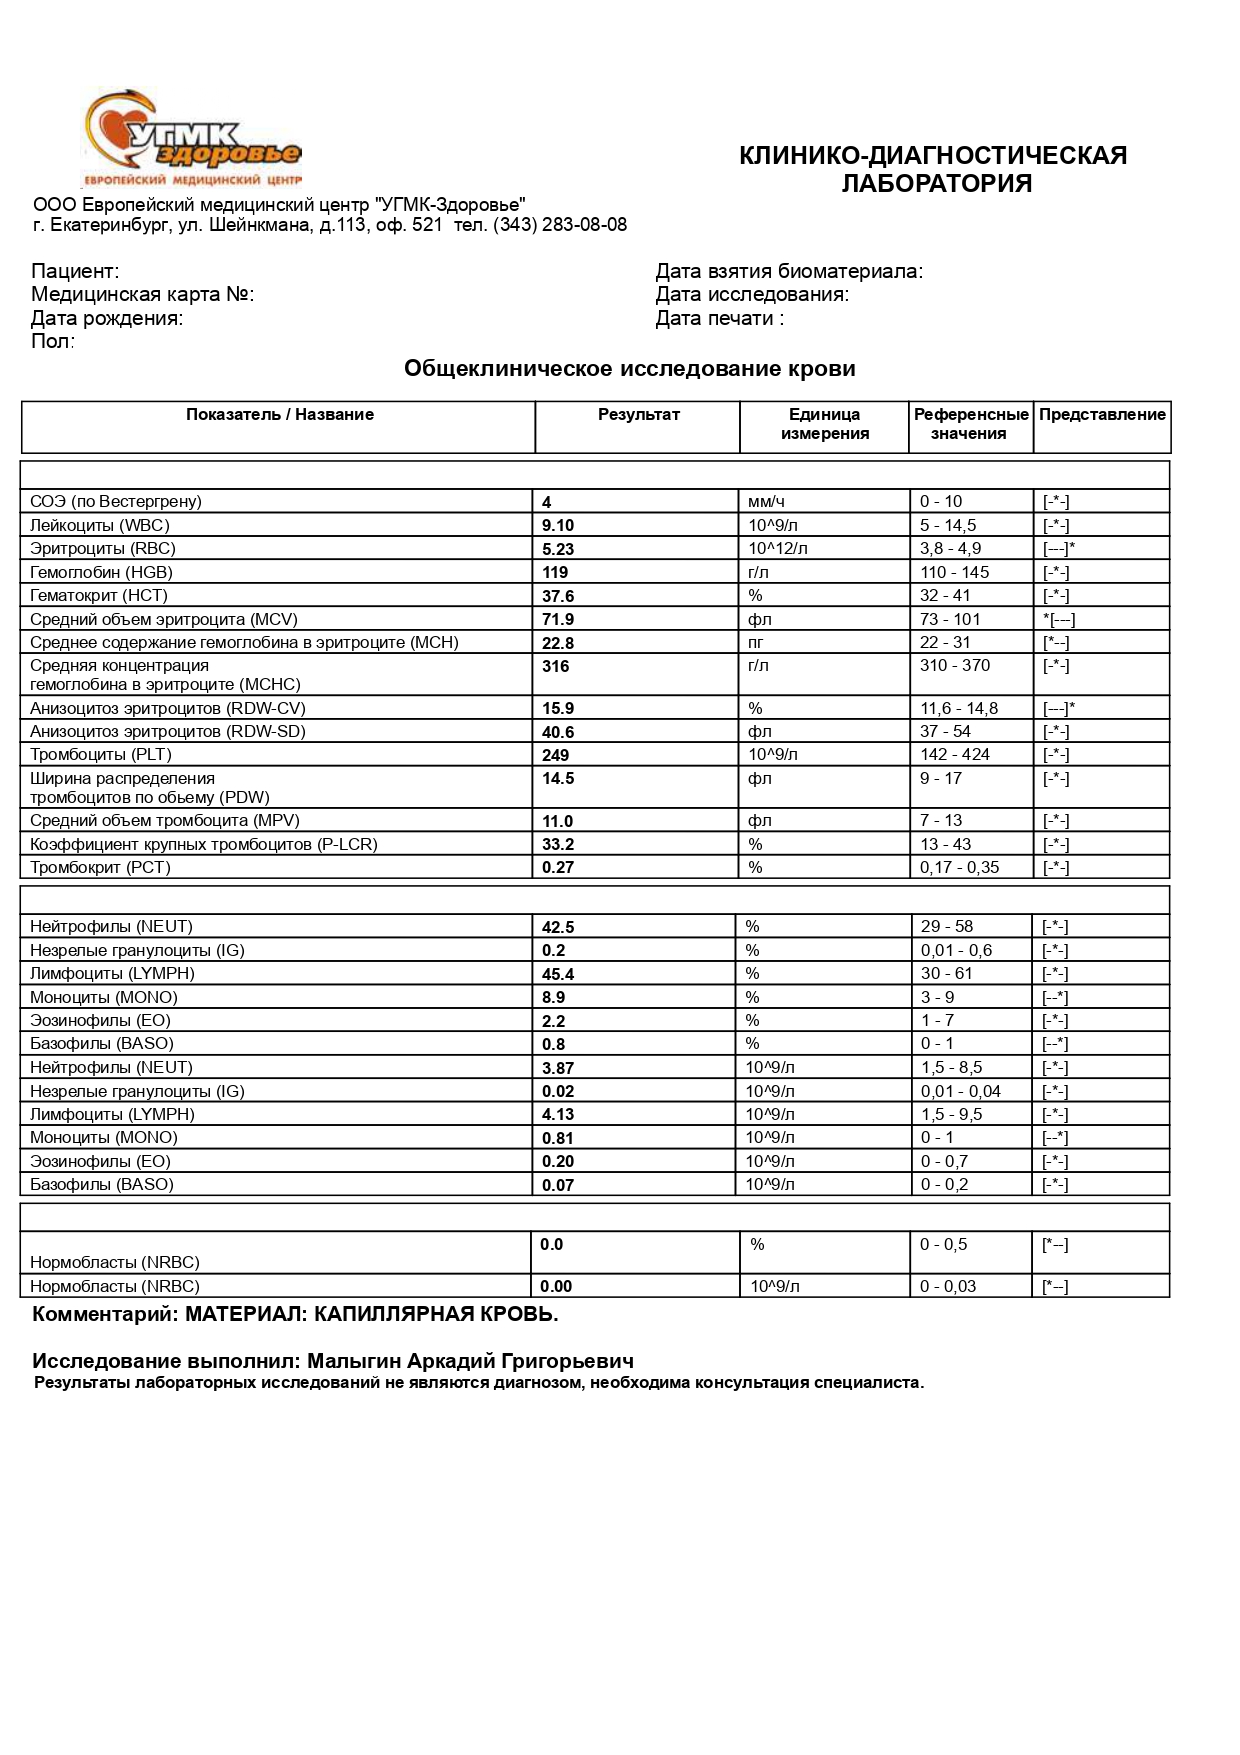 УГМК
здоровье
ЕВРОПЕЙСКИЙ МЕДИЦИНСКИЙ ЦЕНТР
КЛИНИКО-ДИАГНОСТИЧЕСКАЯ
ЛАБОРАТОРИЯ
ООО Европейский медицинский центр "УГМК-Здоровье"
г. Екатеринбург, ул. Шейнкмана, д.113, оф. 521 тел. (343) 283-08-08
Пациент: Дата взятия биоматериала:
Медицинская карта №: Дата исследования:
Дата рождения: Дата печати :
Пол:
Общеклиническое исследование крови
Показатель / Название Результат Единица измерения Референсные значения Представление
СОЭ (по Вестергрену) 4 мм/ч 0 - 10 [-*-]
Лейкоциты (WBC) 9.10 10^9/л 5 - 14,5 [-*-]
Эритроциты (RBC) 5.23 10^12/л 3,8 - 4,9 [---]*
Гемоглобин (HGB) 119 г/л 110 - 145 [-*-]
Гематокрит (HCT) 37.6 % 32 - 41 [-*-]
Средний объем эритроцита (MCV) 71.9 фл 73 - 101 *[---]
Среднее содержание гемоглобина в эритроците (MCH) 22.8 пг 22 - 31 [*--]
Средняя концентрация
гемоглобина в эритроците (MCHC) 316 г/л 310 - 370 [-*-]
Анизоцитоз эритроцитов (RDW-CV) 15.9 % 11,6 - 14,8 [---]*
Анизоцитоз эритроцитов (RDW-SD) 40.6 фл 37 - 54 [-*-]
Тромбоциты (PLT) 249 10^9/л 142 - 424 [-*-]
Ширина распределения
тромбоцитов по обьему (PDW) 14.5 фл 9 - 17 [-*-]
Средний объем тромбоцита (MPV) 11.0 фл 7 - 13 [-*-]
Коэффициент крупных тромбоцитов (P-LCR) 33.2 % 13 - 43 [-*-]
Тромбокрит (PCT) 0.27 % 0,17 - 0,35 [-*-]
Нейтрофилы (NEUT) 42.5 % 29 - 58 [-*-]
Незрелые гранулоциты (IG) 0.2 % 0,01 - 0,6 [-*-]
Лимфоциты (LYMPH) 45.4 % 30 - 61 [-*-]
Моноциты (MONO) 8.9 % 3 - 9 [--*]
Эозинофилы (EO) 2.2 % 1 - 7 [-*-]
Базофилы (BASO) 0.8 % 0 - 1 [--*]
Нейтрофилы (NEUT) 3.87 10^9/л 1,5 - 8,5 [-*-]
Незрелые гранулоциты (IG) 0.02 10^9/л 0,01 - 0,04 [-*-]
Лимфоциты (LYMPH) 4.13 10^9/л 1,5 - 9,5 [-*-]
Моноциты (MONO) 0.81 10^9/л 0 - 1 [--*]
Эозинофилы (EO) 0.20 10^9/л 0 - 0,7 [-*-]
Базофилы (BASO) 0.07 10^9/л 0 - 0,2 [-*-]
Нормобласты (NRBC) 0.0 % 0 - 0,5 [*--]
Нормобласты (NRBC) 0.00 10^9/л 0 - 0,03 [*--]
Комментарий: МАТЕРИАЛ: КАПИЛЛЯРНАЯ КРОВЬ.
Исследование выполнил: Малыгин Аркадий Григорьевич
Результаты лабораторных исследований не являются диагнозом, необходима консультация специалиста.